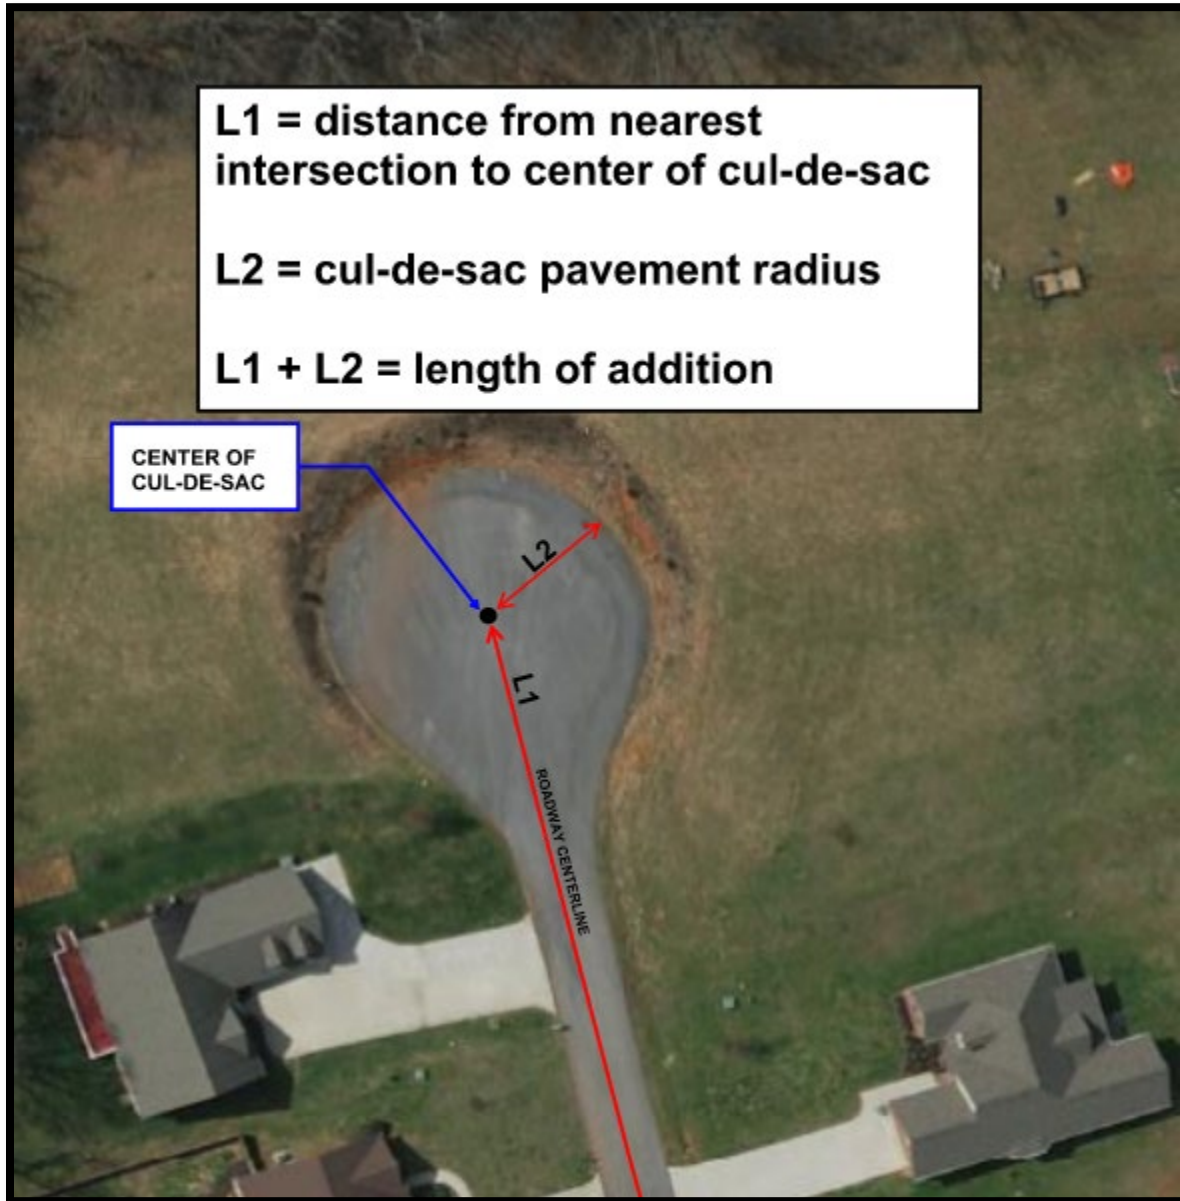 L1 = distance from nearest
intersection to center of cul-de-sac
L2 = cul-de-sac pavement radius
L1 + L2 = length of addition
CENTER OF
CUL-DE-SAC
L2
L1
ROADWAY CENTERLINE